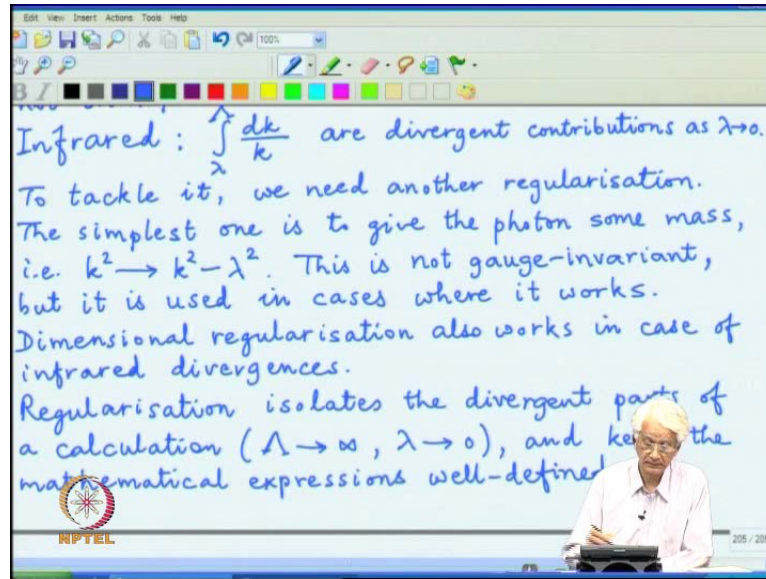 Edit View Insert Actions Tools Help
100%
B I
Infrared : ∫_λ^Λ dk/k are divergent contributions as λ→0.
To tackle it, we need another regularisation.
The simplest one is to give the photon some mass,
i.e. k² → k² - λ². This is not gauge-invariant,
but it is used in cases where it works.
Dimensional regularisation also works in case of
infrared divergences.
Regularisation isolates the divergent parts of
a calculation (Λ → ∞, λ → 0), and the
mathematical expressions well-defined
NPTEL
205 / 205